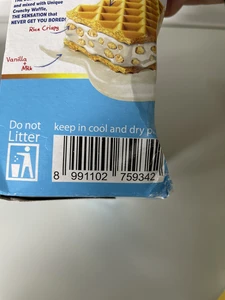 and mixed with Unique
Crunchy Waffle,
THE SENSATION that
NEVER GET YOU BORED!
Rice Crispy
Vanilla
+
Milk
Do not
Litter
keep in cool and dry p
8 991102 759342